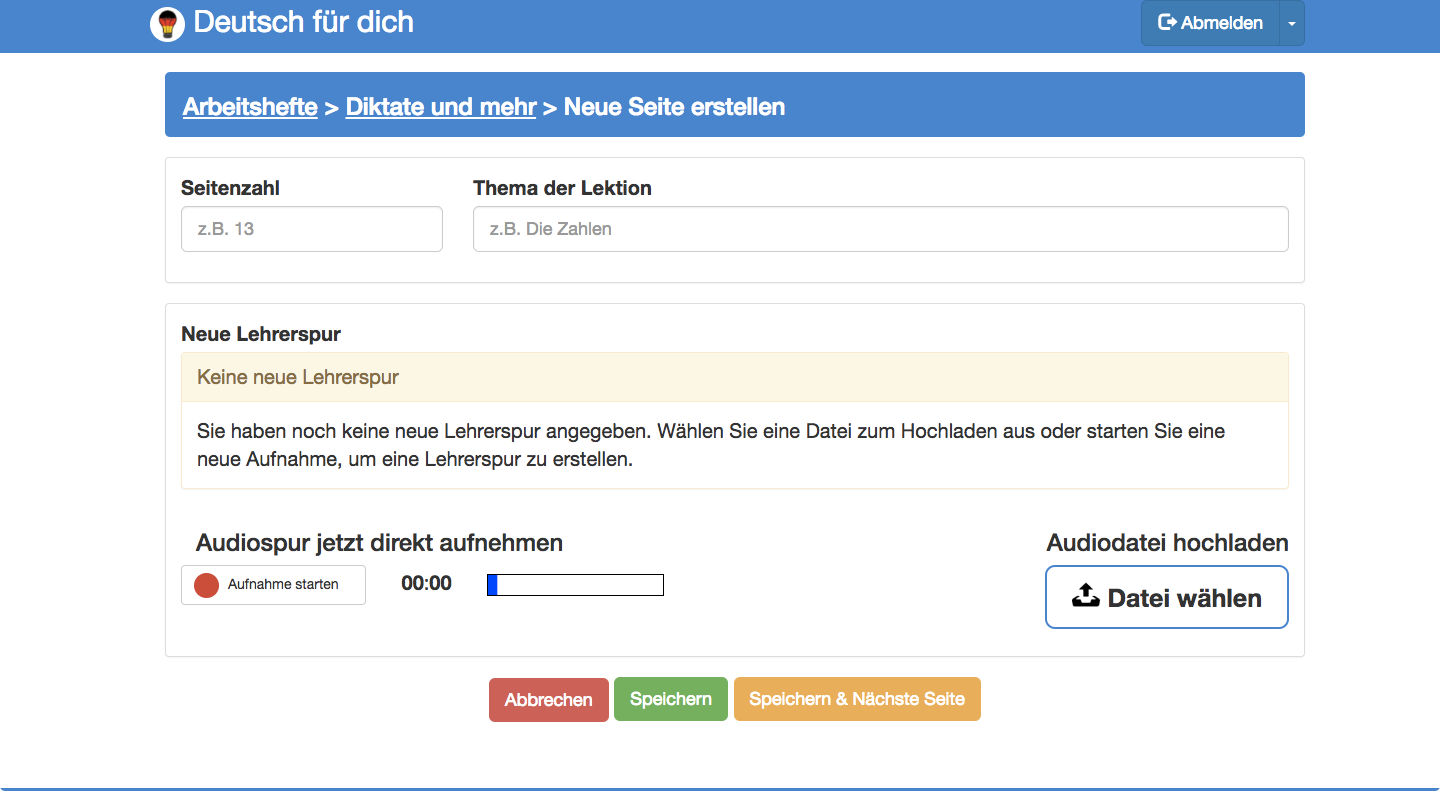 Deutsch für dich
Abmelden
Arbeitshefte > Diktate und mehr > Neue Seite erstellen
Seitenzahl
Thema der Lektion
z.B. 13
z.B. Die Zahlen
Neue Lehrerspur
Keine neue Lehrerspur
Sie haben noch keine neue Lehrerspur angegeben. Wählen Sie eine Datei zum Hochladen aus oder starten Sie eine
neue Aufnahme, um eine Lehrerspur zu erstellen.
Audiospur jetzt direkt aufnehmen
Audiodatei hochladen
Aufnahme starten
00:00
Datei wählen
Abbrechen
Speichern
Speichern & Nächste Seite